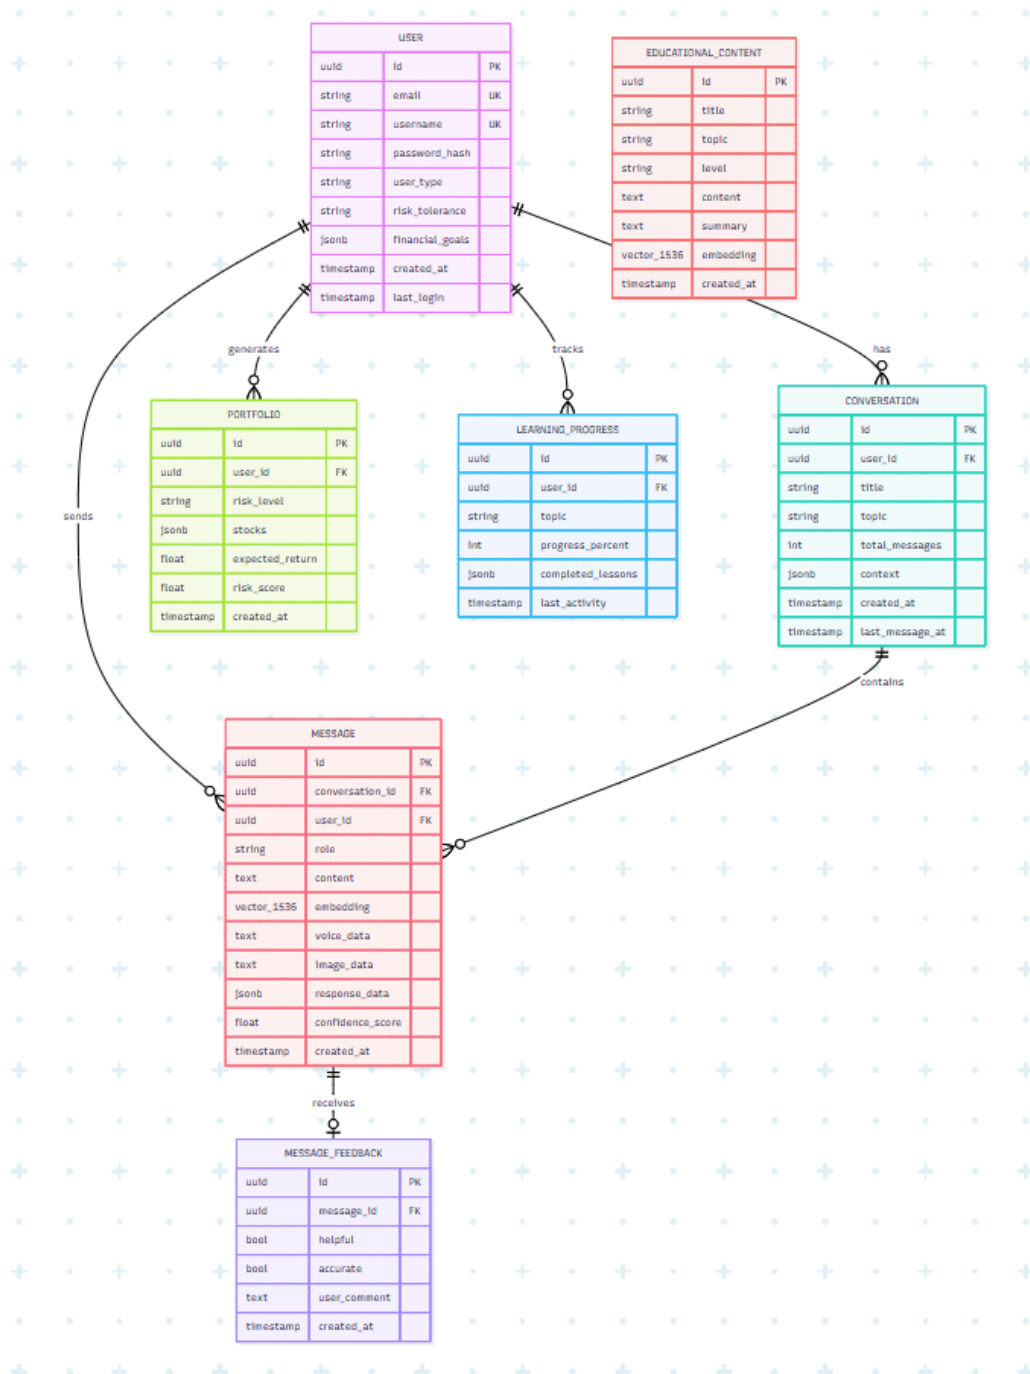 USER
uuid id PK
string email UK
string username UK
string password_hash
string user_type
string risk_tolerance
jsonb financial_goals
timestamp created_at
timestamp last_login
EDUCATIONAL_CONTENT
uuid id PK
string title
string topic
string level
text content
text summary
vector_1536 embedding
timestamp created_at
generates
tracks
has
sends
PORTFOLIO
uuid id PK
uuid user_id FK
string risk_level
jsonb stocks
float expected_return
float risk_score
timestamp created_at
LEARNING_PROGRESS
uuid id PK
uuid user_id FK
string topic
int progress_percent
jsonb completed_lessons
timestamp last_activity
CONVERSATION
uuid id PK
uuid user_id FK
string title
string topic
int total_messages
jsonb context
timestamp created_at
timestamp last_message_at
contains
MESSAGE
uuid id PK
uuid conversation_id FK
uuid user_id FK
string role
text content
vector_1536 embedding
text voice_data
text image_data
jsonb response_data
float confidence_score
timestamp created_at
receives
MESSAGE_FEEDBACK
uuid id PK
uuid message_id FK
bool helpful
bool accurate
text user_comment
timestamp created_at